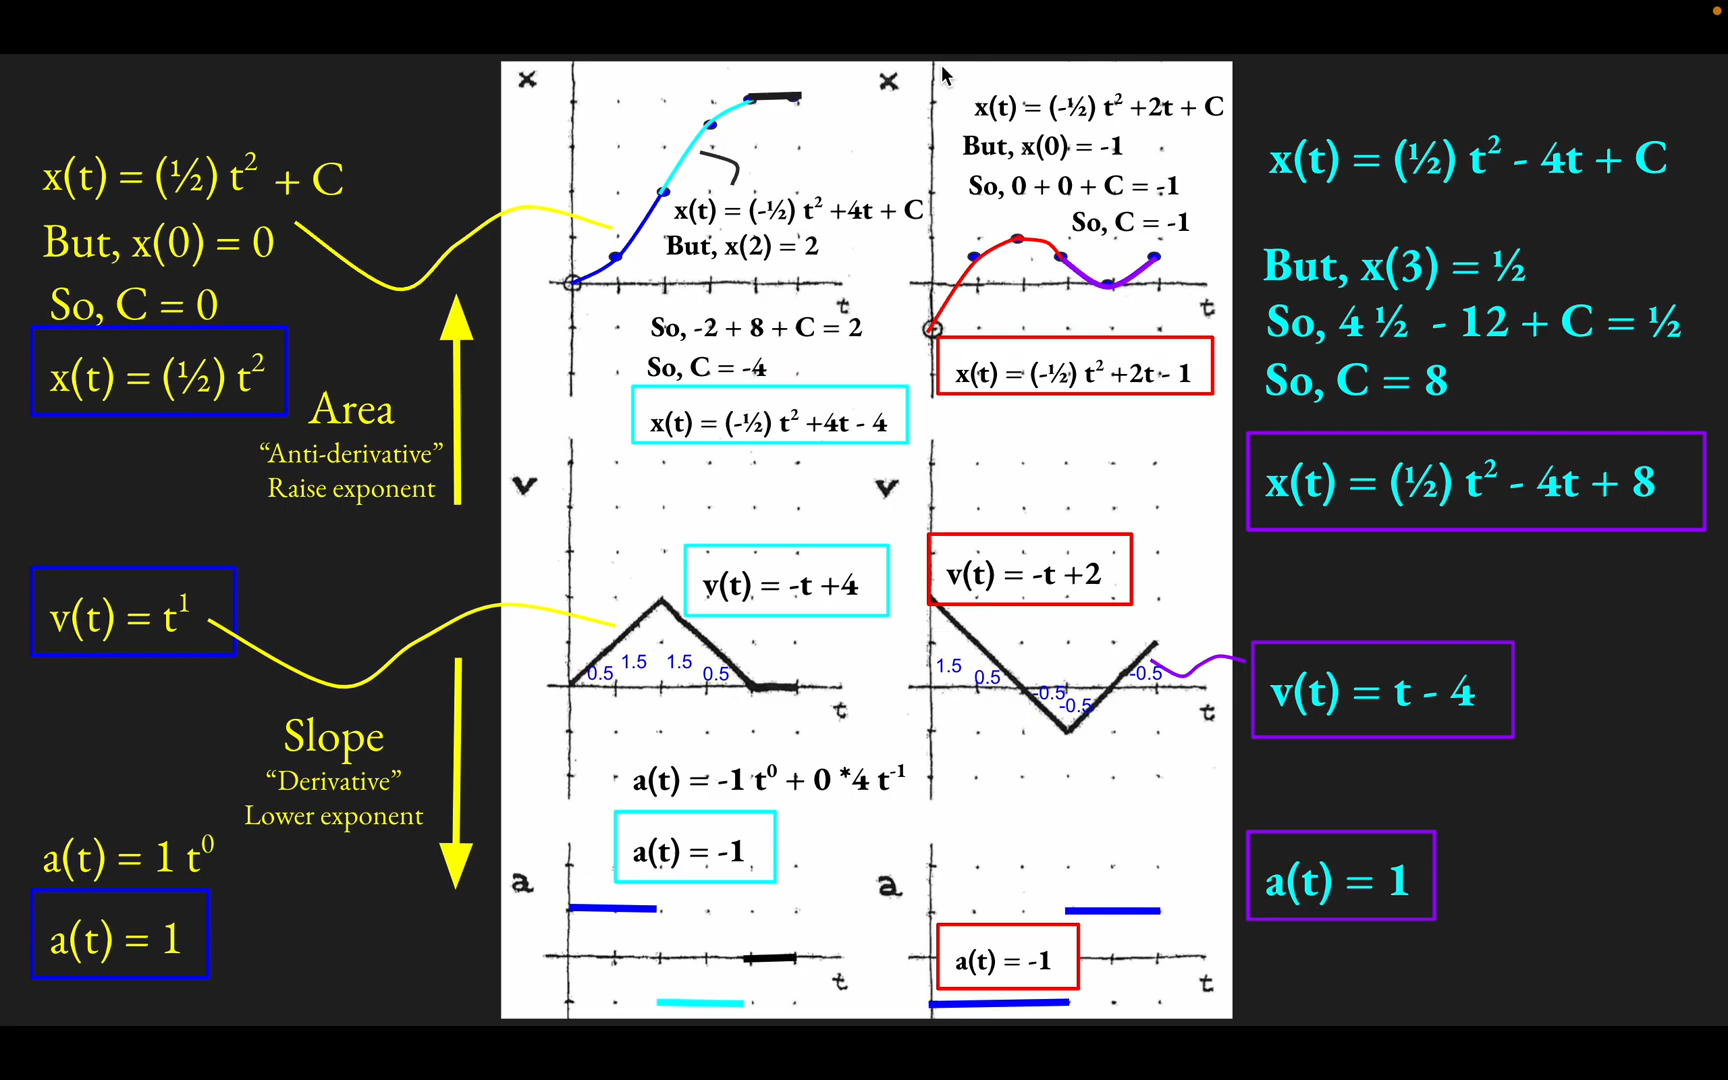 x(t) = (½) t² + C
But, x(0) = 0
So, C = 0
x(t) = (½) t²
Area
“Anti-derivative”
Raise exponent
v(t) = t¹
Slope
“Derivative”
Lower exponent
a(t) = 1 t⁰
a(t) = 1
x
x(t) = (-½) t² +4t + C
But, x(2) = 2
t
So, -2 + 8 + C = 2
So, C = -4
x(t) = (-½) t² +4t - 4
v
v(t) = -t +4
0.5 1.5 1.5 0.5
t
a(t) = -1 t⁰ + 0 *4 t⁻¹
a(t) = -1
a
t
x
x(t) = (-½) t² +2t + C
But, x(0) = -1
So, 0 + 0 + C = -1
So, C = -1
t
x(t) = (-½) t² +2t - 1
v
v(t) = -t +2
1.5 0.5 -0.5 -0.5 -0.5
t
a
a(t) = -1
t
x(t) = (½) t² - 4t + C
But, x(3) = ½
So, 4 ½ - 12 + C = ½
So, C = 8
x(t) = (½) t² - 4t + 8
v(t) = t - 4
a(t) = 1